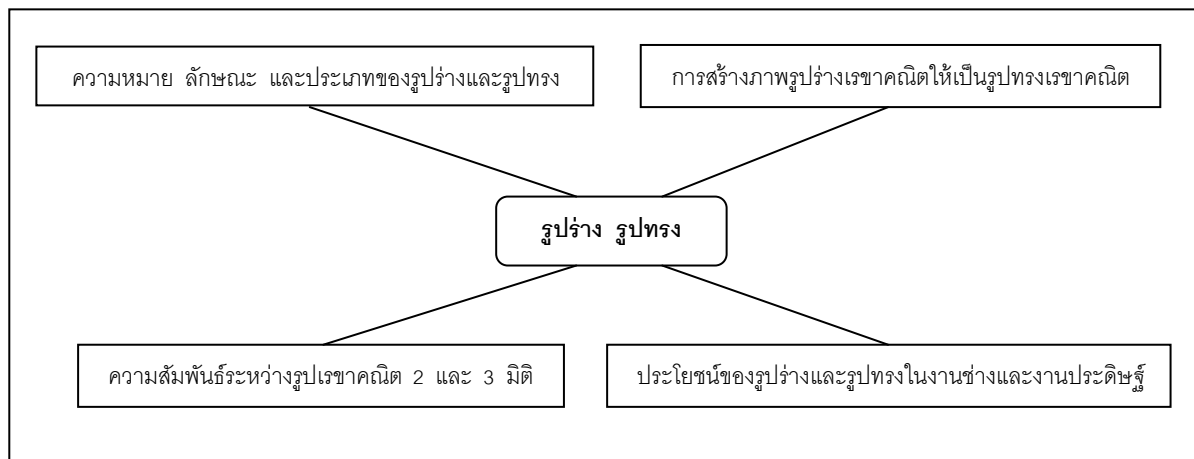 ความหมาย ลักษณะ และประเภทของรูปร่างและรูปทรง
การสร้างภาพรูปร่างเรขาคณิตให้เป็นรูปทรงเรขาคณิต
รูปร่าง รูปทรง
ความสัมพันธ์ระหว่างรูปเรขาคณิต 2 และ 3 มิติ
ประโยชน์ของรูปร่างและรูปทรงในงานช่างและงานประดิษฐ์